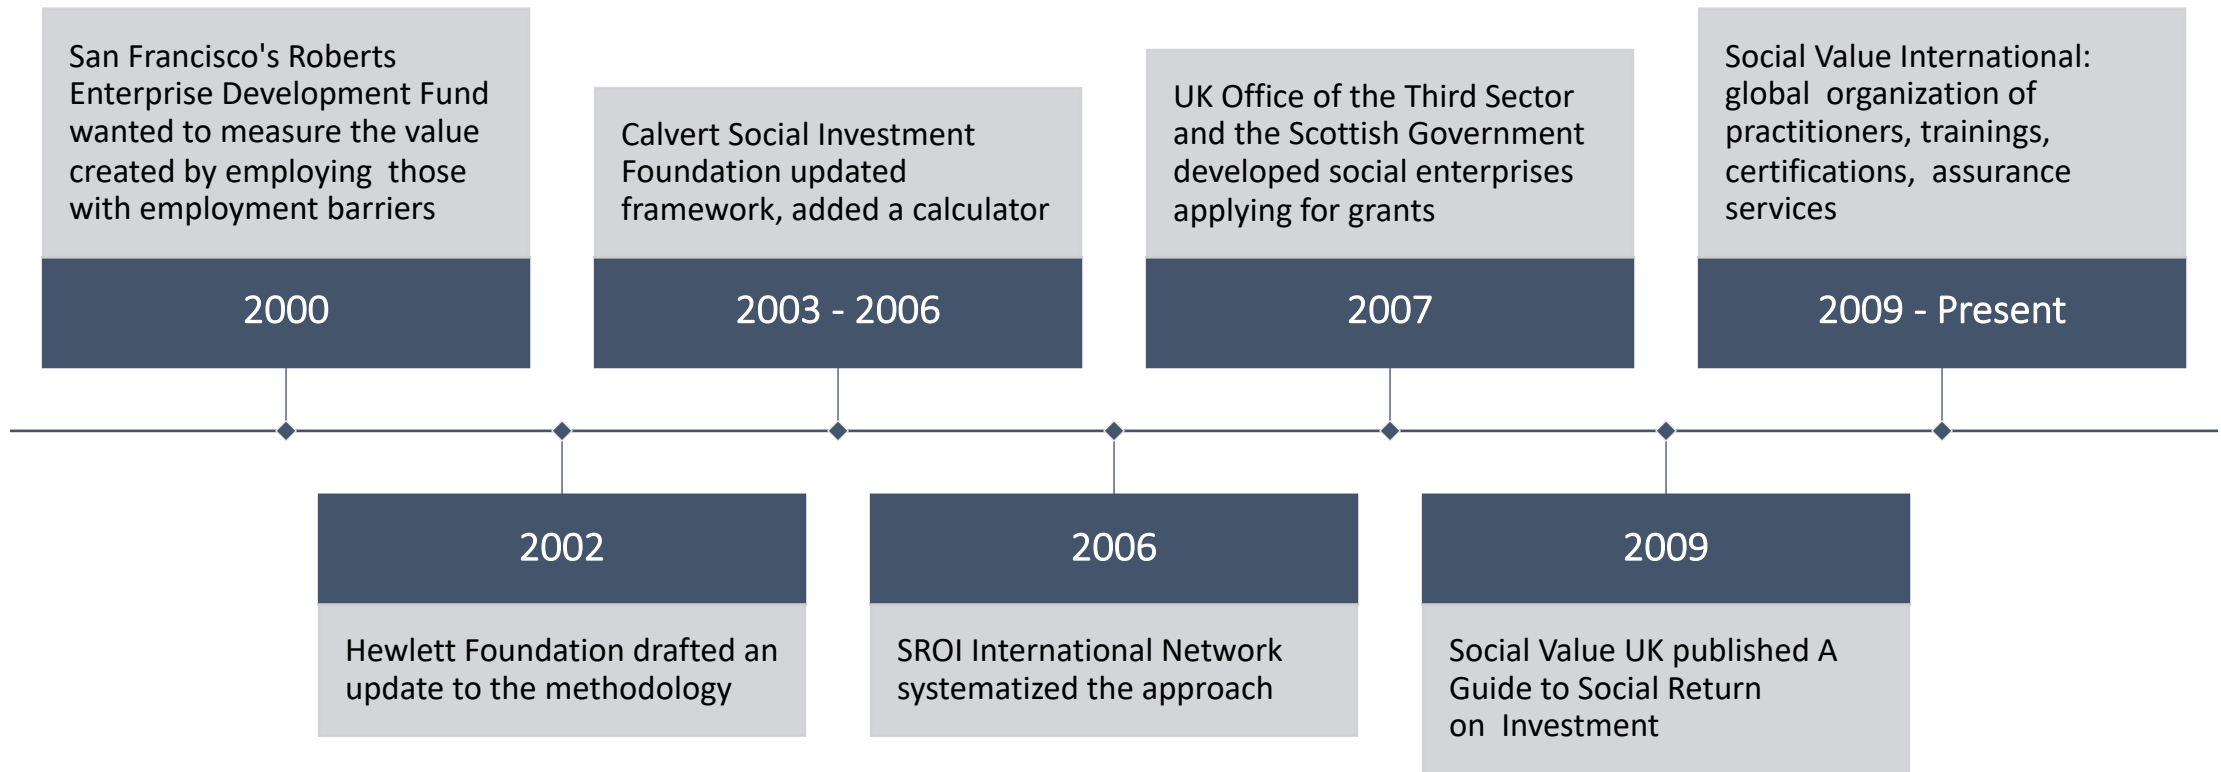 San Francisco's Roberts
Enterprise Development Fund
wanted to measure the value
created by employing those
with employment barriers
2000
Hewlett Foundation drafted an
update to the methodology
2002
Calvert Social Investment
Foundation updated
framework, added a calculator
2003 - 2006
2006
SROI International Network
systematized the approach
UK Office of the Third Sector
and the Scottish Government
developed social enterprises
applying for grants
2007
2009
Social Value UK published A
Guide to Social Return
on Investment
Social Value International:
global organization of
practitioners, trainings,
certifications, assurance
services
2009 - Present